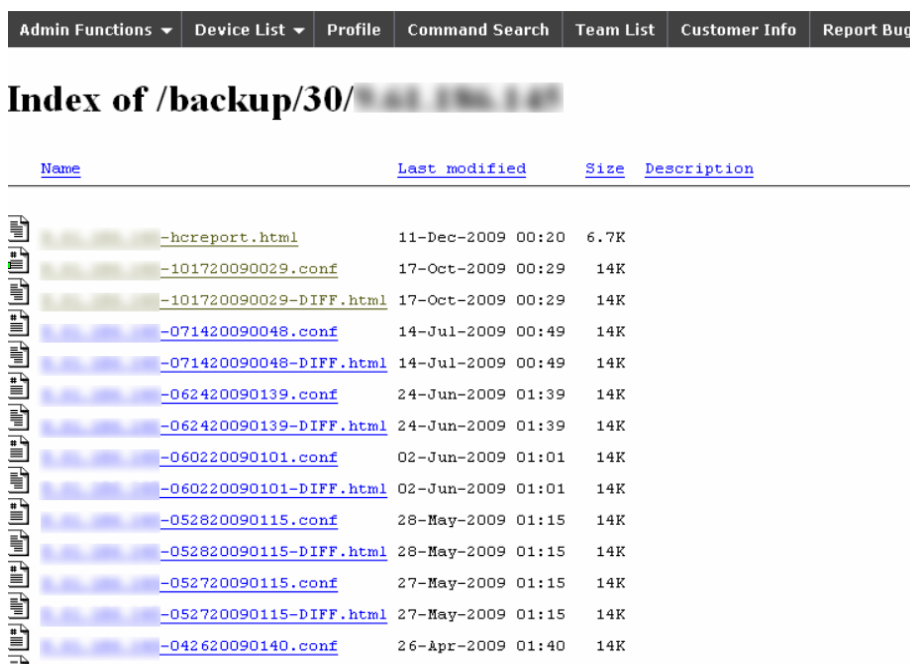 Admin Functions Device List Profile Command Search Team List Customer Info Report Bug
Index of /backup/30/
Name Last modified Size Description
-hcreport.html 11-Dec-2009 00:20 6.7K
-101720090029.conf 17-Oct-2009 00:29 14K
-101720090029-DIFF.html 17-Oct-2009 00:29 14K
-071420090048.conf 14-Jul-2009 00:49 14K
-071420090048-DIFF.html 14-Jul-2009 00:49 14K
-062420090139.conf 24-Jun-2009 01:39 14K
-062420090139-DIFF.html 24-Jun-2009 01:39 14K
-060220090101.conf 02-Jun-2009 01:01 14K
-060220090101-DIFF.html 02-Jun-2009 01:01 14K
-052820090115.conf 28-May-2009 01:15 14K
-052820090115-DIFF.html 28-May-2009 01:15 14K
-052720090115.conf 27-May-2009 01:15 14K
-052720090115-DIFF.html 27-May-2009 01:15 14K
-042620090140.conf 26-Apr-2009 01:40 14K